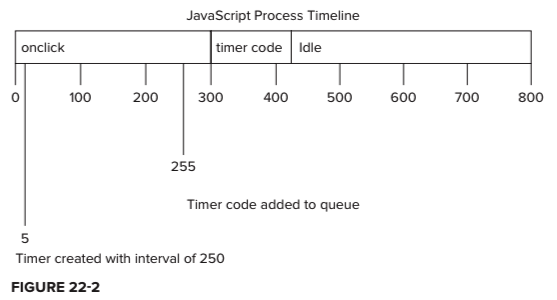 JavaScript Process Timeline
onclick timer code Idle
0 100 200 300 400 500 600 700 800
255
Timer code added to queue
5
Timer created with interval of 250
FIGURE 22-2